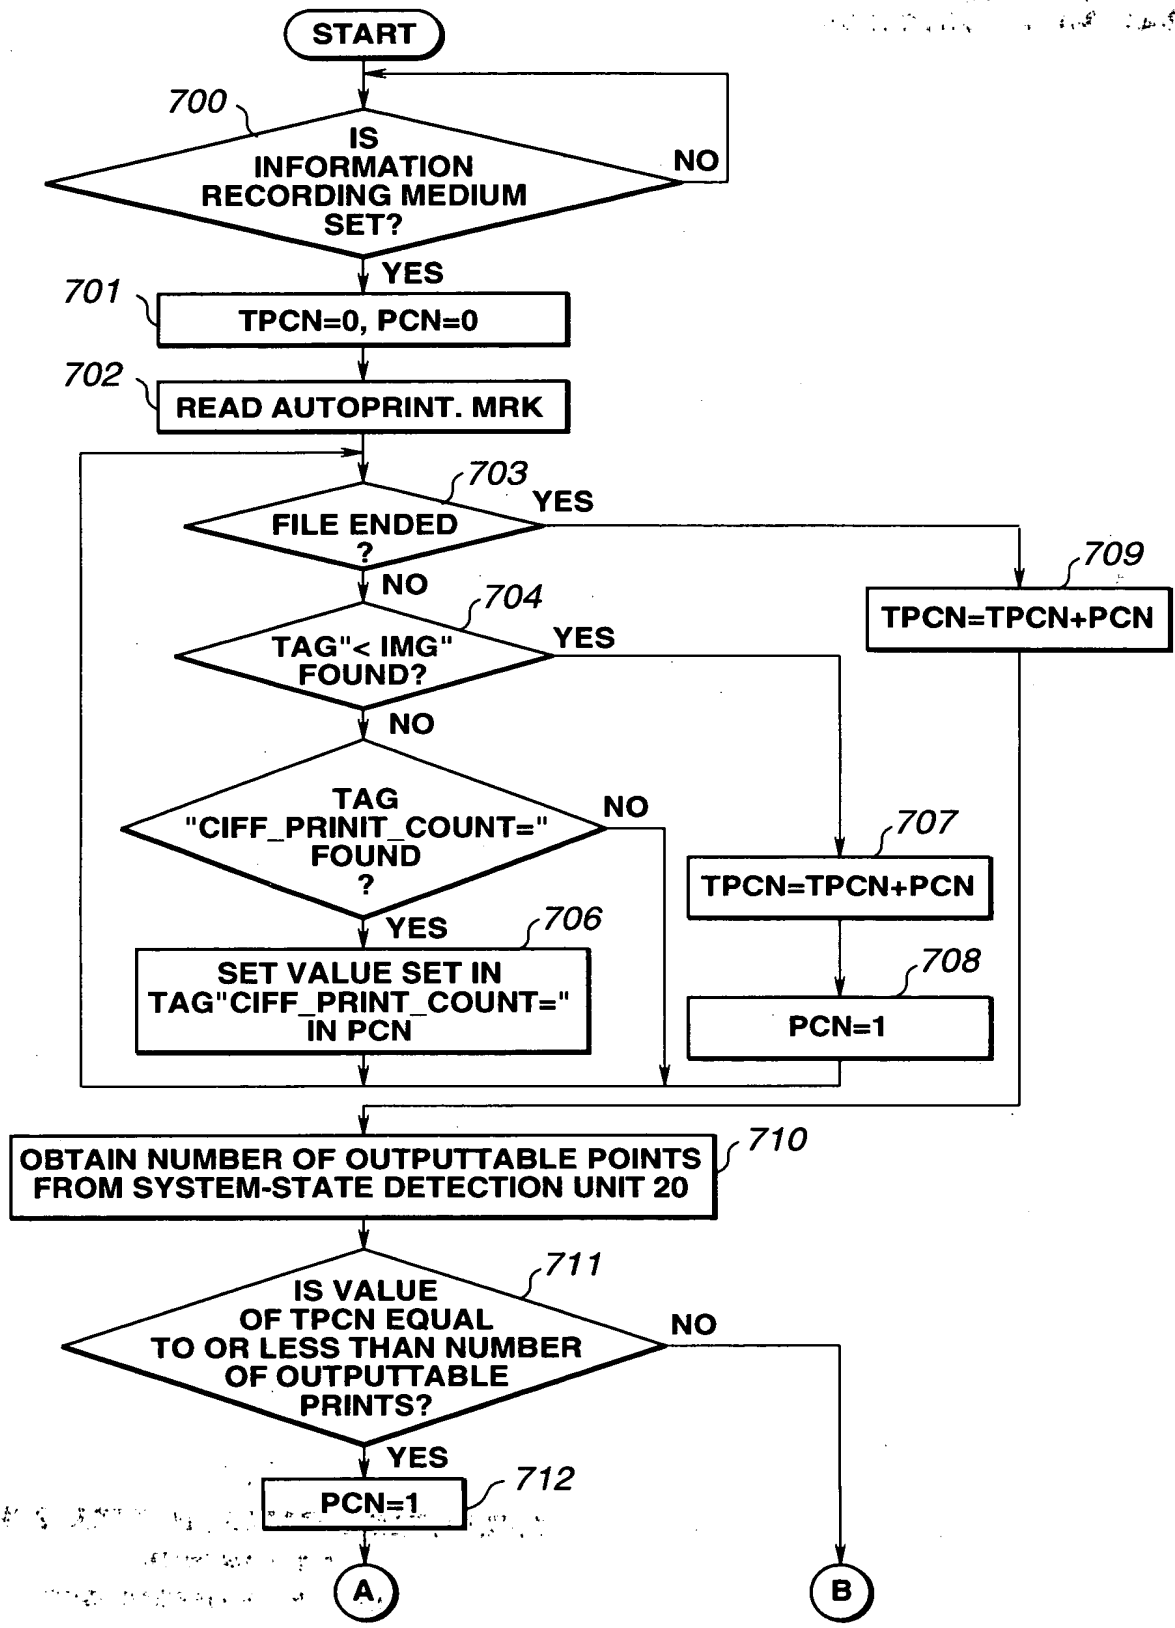 START
700
IS
INFORMATION
RECORDING MEDIUM
SET?
NO
YES
701
TPCN=0, PCN=0
702
READ AUTOPRINT. MRK
703
FILE ENDED
?
YES
NO
709
TPCN=TPCN+PCN
704
TAG"< IMG"
FOUND?
YES
NO
TAG
"CIFF_PRINIT_COUNT="
FOUND
?
NO
YES
707
TPCN=TPCN+PCN
706
SET VALUE SET IN
TAG"CIFF_PRINT_COUNT="
IN PCN
708
PCN=1
710
OBTAIN NUMBER OF OUTPUTTABLE POINTS
FROM SYSTEM-STATE DETECTION UNIT 20
711
IS VALUE
OF TPCN EQUAL
TO OR LESS THAN NUMBER
OF OUTPUTTABLE
PRINTS?
NO
YES
712
PCN=1
A
B